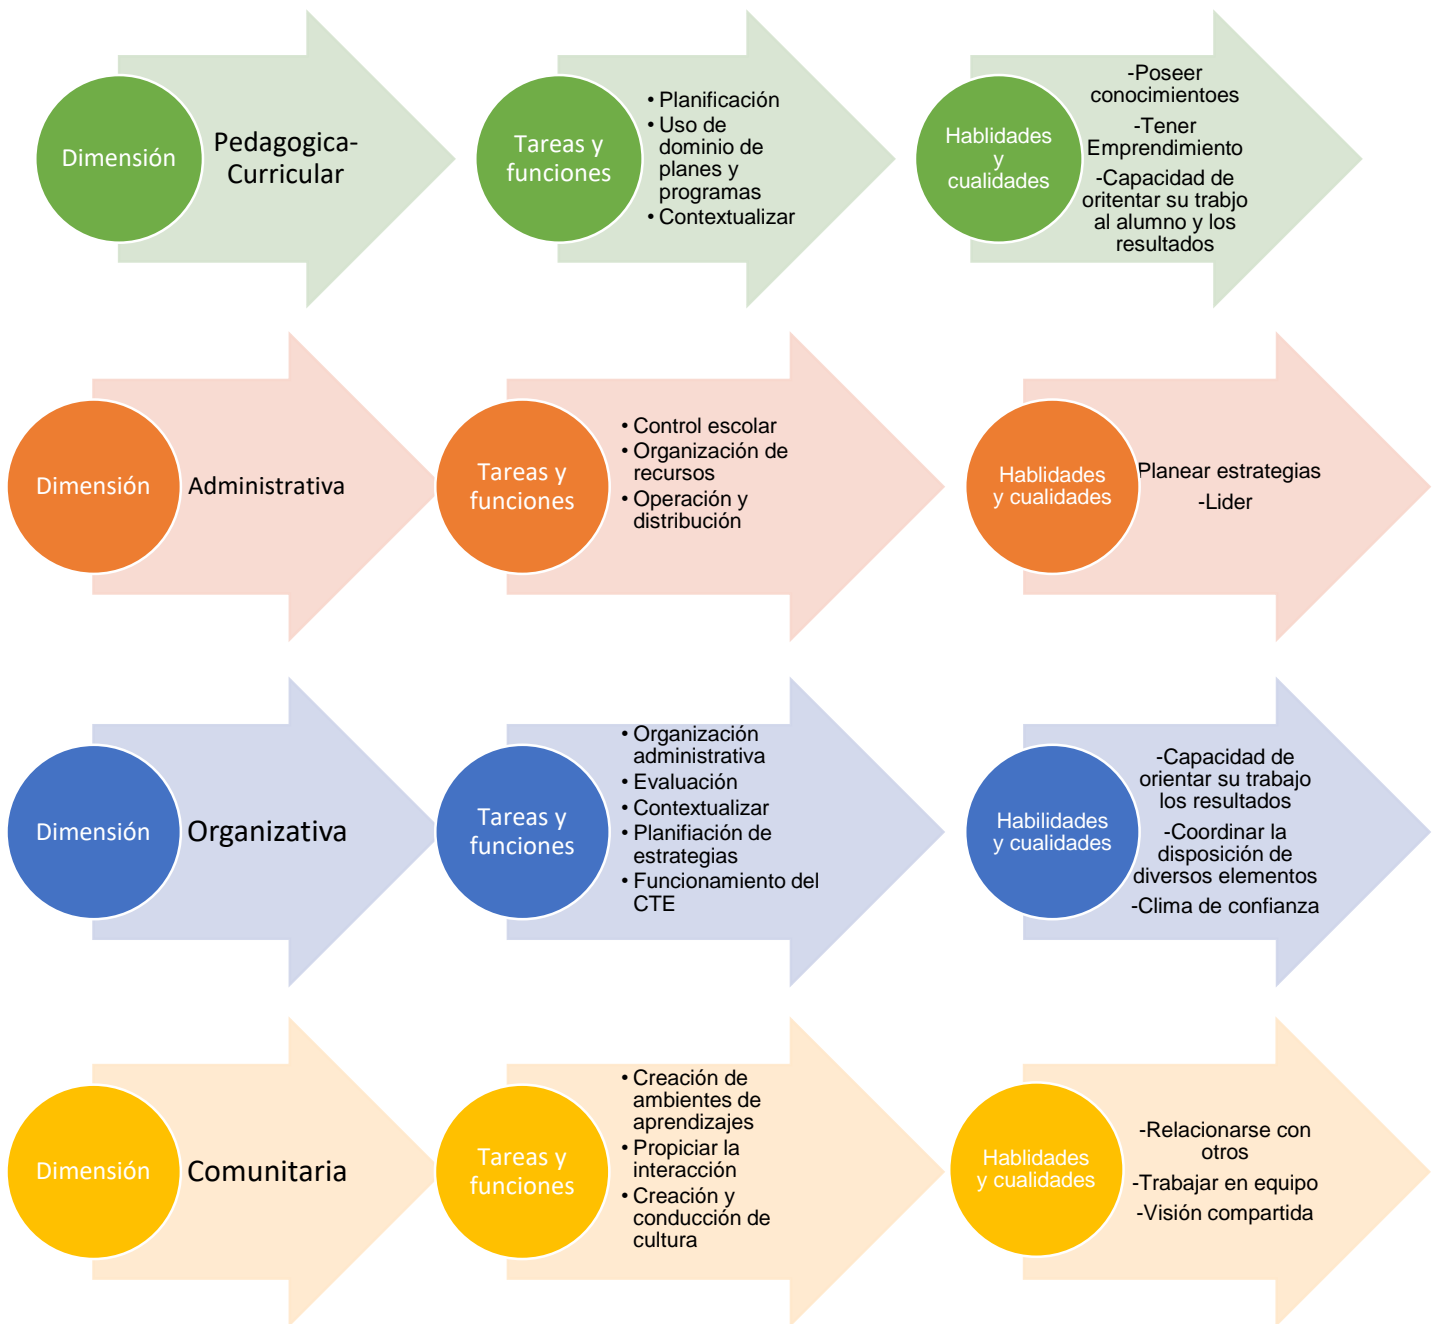 Dimensión
Pedagogica-
Curricular
Tareas y
funciones
• Planificación
• Uso de
dominio de
planes y
programas
• Contextualizar
Hablidades
y
cualidades
-Poseer
conocimientoes
-Tener
Emprendimiento
-Capacidad de
oritentar su trabjo
al alumno y los
resultados
Dimensión
Administrativa
Tareas y
funciones
• Control escolar
• Organización de
recursos
• Operación y
distribución
Hablidades
y cualidades
Planear estrategias
-Lider
Dimensión
Organizativa
Tareas y
funciones
• Organización
administrativa
• Evaluación
• Contextualizar
• Planifiación de
estrategias
• Funcionamiento del
CTE
Habilidades
y cualidades
-Capacidad de
orientar su trabajo
los resultados
-Coordinar la
disposición de
diversos elementos
-Clima de confianza
Dimensión
Comunitaria
Tareas y
funciones
• Creación de
ambientes de
aprendizajes
• Propiciar la
interacción
• Creación y
conducción de
cultura
Hablidades
y cualidades
-Relacionarse con
otros
-Trabajar en equipo
-Visión compartida